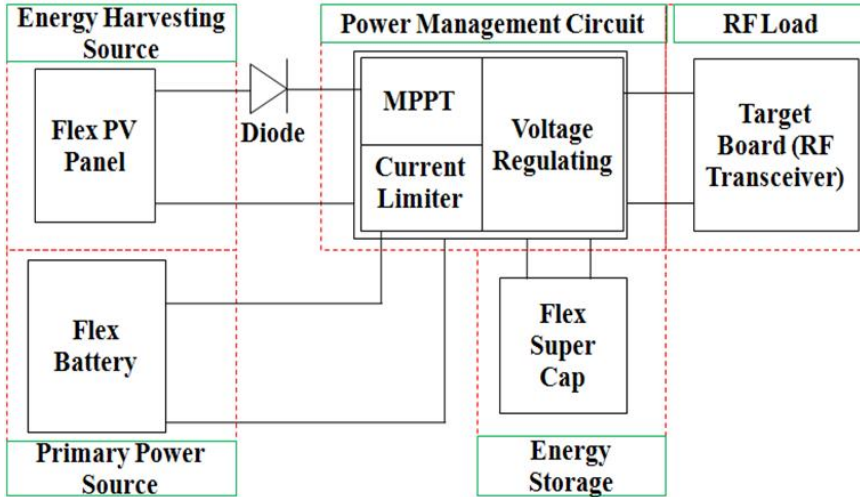 Energy Harvesting
Source
Power Management Circuit
RF Load
Flex PV
Panel
Diode
MPPT
Current
Limiter
Voltage
Regulating
Target
Board (RF
Transceiver)
Flex
Battery
Flex
Super
Cap
Primary Power
Source
Energy
Storage